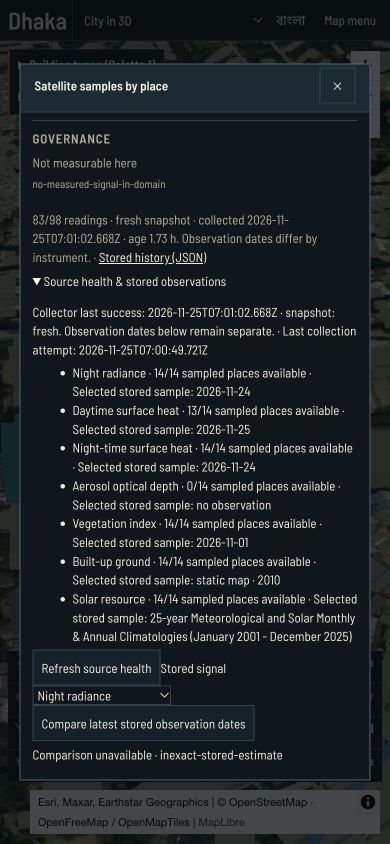 Dhaka City in 3D বাংলা Map menu
Satellite samples by place ×
GOVERNANCE
Not measurable here
no-measured-signal-in-domain
83/98 readings · fresh snapshot · collected 2026-11-
25T07:01:02.668Z · age 1.73 h. Observation dates differ by
instrument. · Stored history (JSON)
▼ Source health & stored observations
Collector last success: 2026-11-25T07:01:02.668Z · snapshot:
fresh. Observation dates below remain separate. · Last collection
attempt: 2026-11-25T07:00:49.721Z
• Night radiance · 14/14 sampled places available ·
Selected stored sample: 2026-11-24
• Daytime surface heat · 13/14 sampled places available ·
Selected stored sample: 2026-11-25
• Night-time surface heat · 14/14 sampled places available
· Selected stored sample: 2026-11-24
• Aerosol optical depth · 0/14 sampled places available ·
Selected stored sample: no observation
• Vegetation index · 14/14 sampled places available ·
Selected stored sample: 2026-11-01
• Built-up ground · 14/14 sampled places available ·
Selected stored sample: static map · 2010
• Solar resource · 14/14 sampled places available · Selected
stored sample: 25-year Meteorological and Solar Monthly
& Annual Climatologies (January 2001 - December 2025)
Refresh source health Stored signal
Night radiance
Compare latest stored observation dates
Comparison unavailable · inexact-stored-estimate
Esri, Maxar, Earthstar Geographics | © OpenStreetMap ·
OpenFreeMap / OpenMapTiles | MapLibre